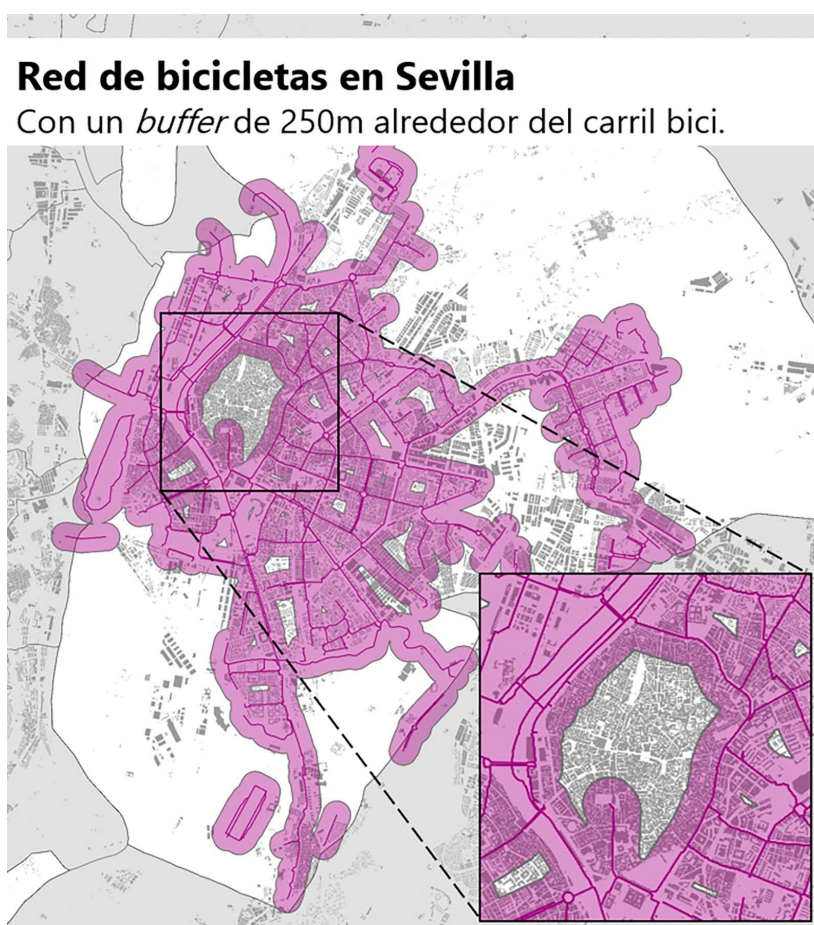 Red de bicicletas en Sevilla
Con un buffer de 250m alrededor del carril bici.